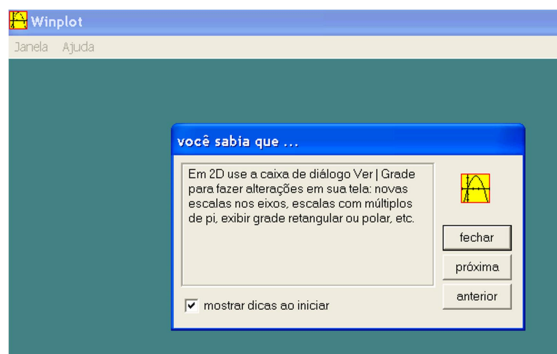 Winplot
Janela Ajuda
você sabia que ...
Em 2D use a caixa de diálogo Ver | Grade
para fazer alterações em sua tela: novas
escalas nos eixos, escalas com múltiplos
de pi, exibir grade retangular ou polar, etc.
fechar
próxima
anterior
mostrar dicas ao iniciar